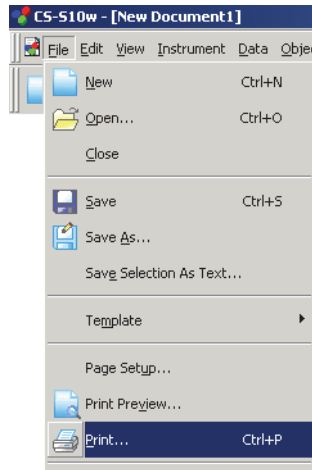 CS-S10w - [New Document1]
File Edit View Instrument Data Objec
New Ctrl+N
Open... Ctrl+O
Close
Save Ctrl+S
Save As...
Save Selection As Text...
Template
Page Setup...
Print Preview...
Print... Ctrl+P